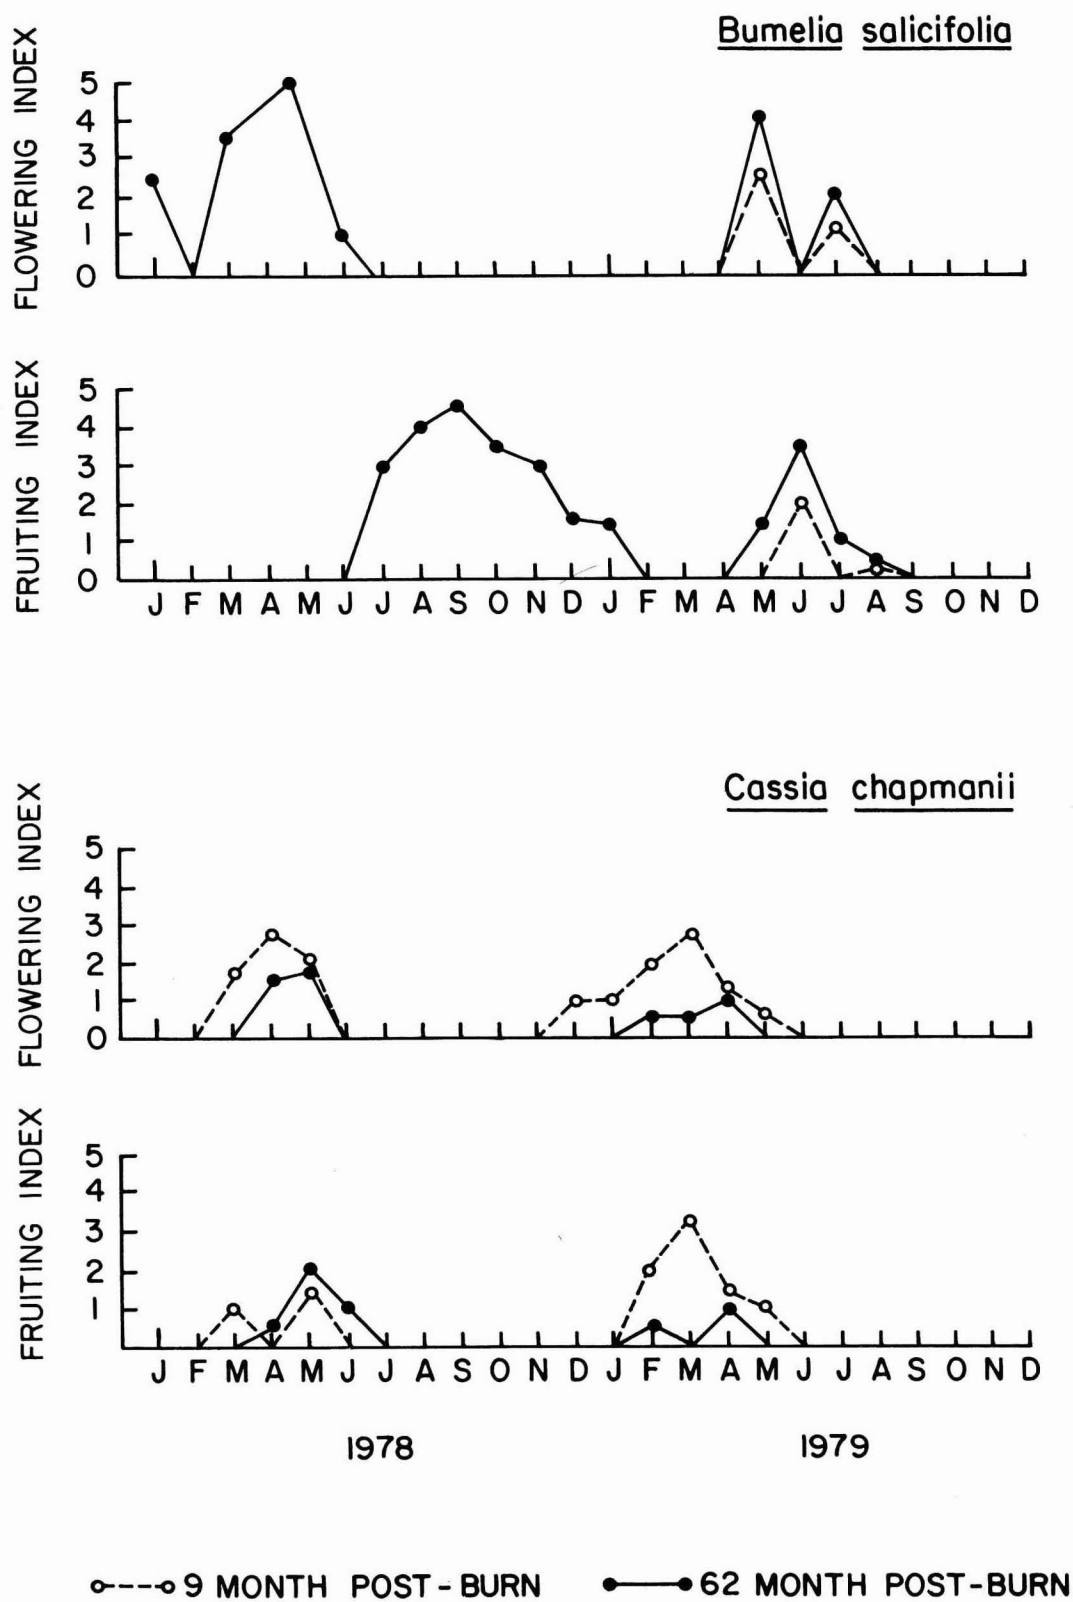 Bumelia salicifolia
FLOWERING INDEX
5
4
3
2
1
0
FRUITING INDEX
5
4
3
2
1
0
J F M A M J J A S O N D J F M A M J J A S O N D
Cassia chapmanii
FLOWERING INDEX
5
4
3
2
1
0
FRUITING INDEX
5
4
3
2
1
J F M A M J J A S O N D J F M A M J J A S O N D
1978 1979
9 MONTH POST-BURN 62 MONTH POST-BURN